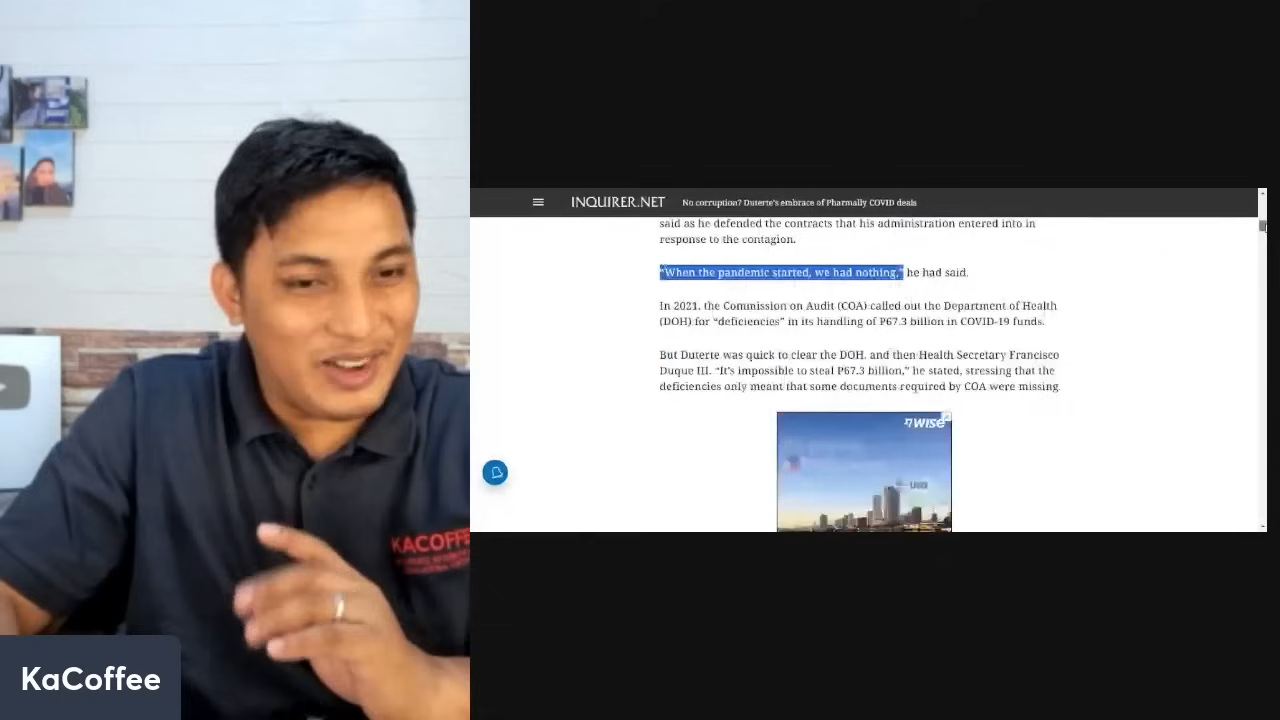 INQUIRER.NET
No corruption? Duterte's embrace of Pharmally COVID deals
said as he defended the contracts that his administration entered into in
response to the contagion.
“When the pandemic started, we had nothing,” he had said.
In 2021, the Commission on Audit (COA) called out the Department of Health
(DOH) for “deficiencies” in its handling of P67.3 billion in COVID-19 funds.
But Duterte was quick to clear the DOH, and then Health Secretary Francisco
Duque III. “It's impossible to steal P67.3 billion,” he stated, stressing that the
deficiencies only meant that some documents required by COA were missing
wise
KACOFFE
KaCoffee